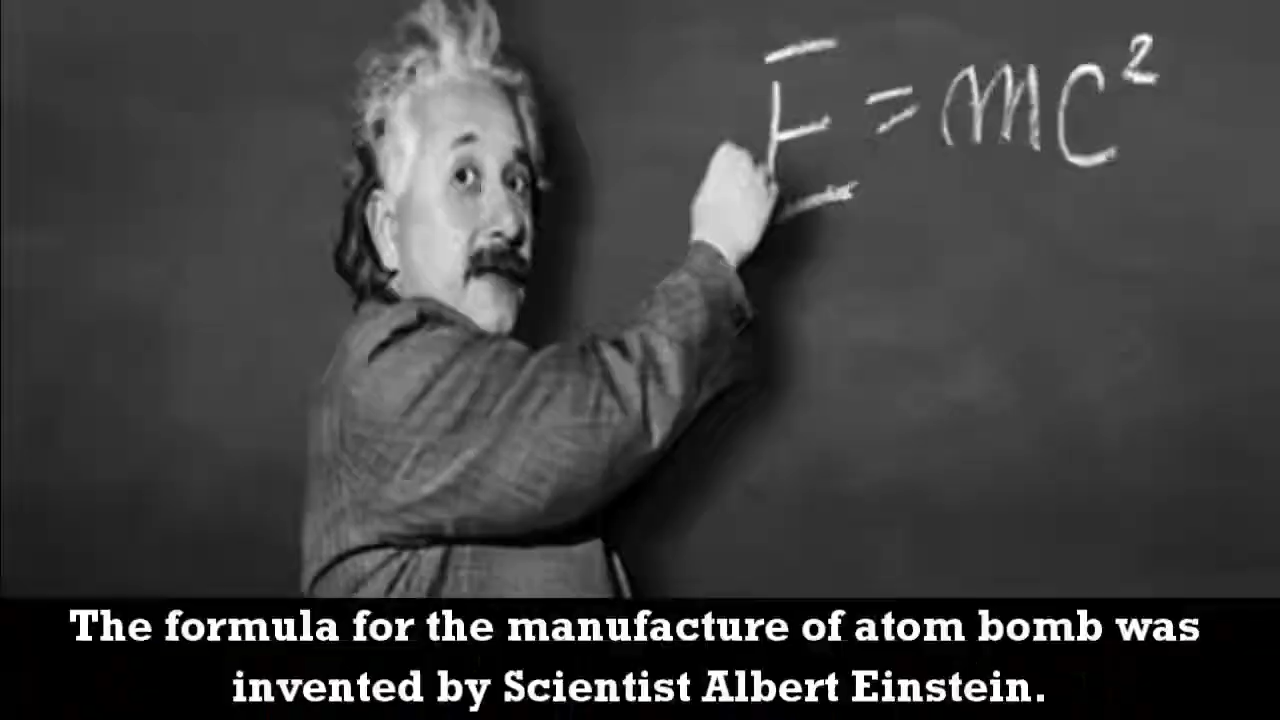 E = mc²
The formula for the manufacture of atom bomb was
invented by Scientist Albert Einstein.